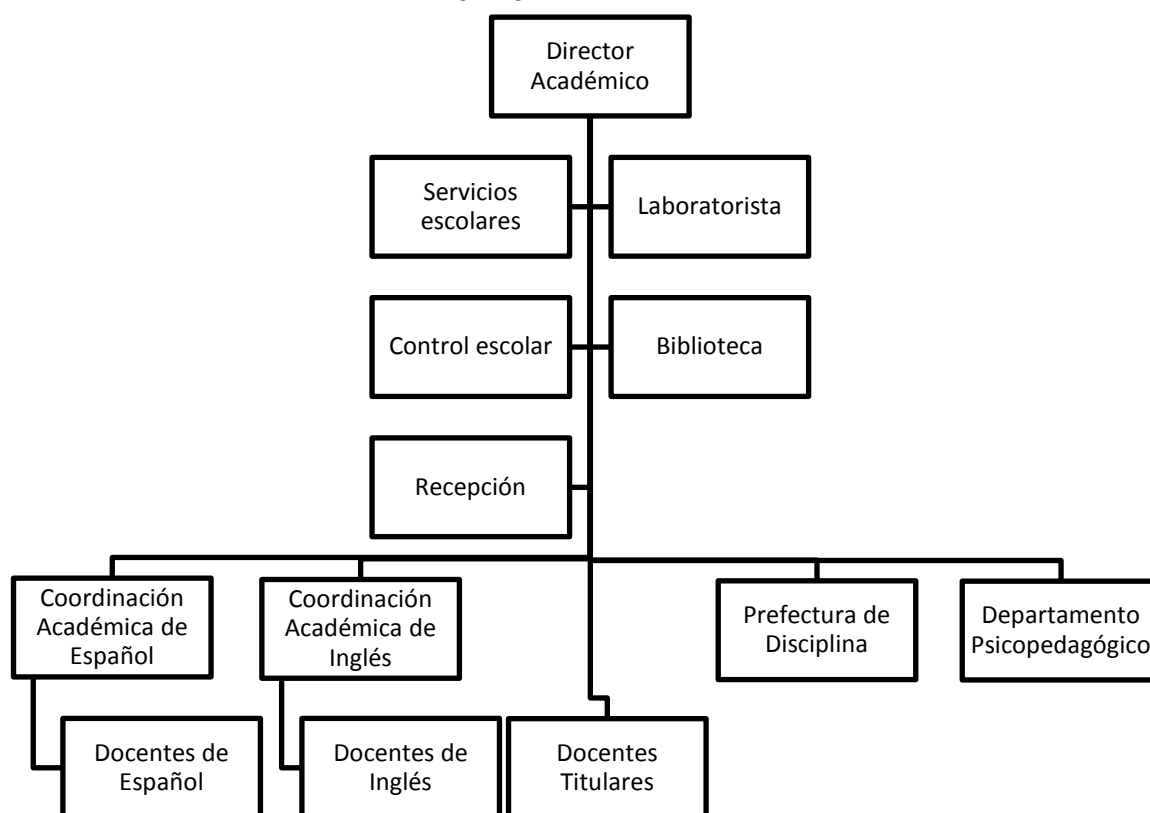 Director
Académico
Servicios
escolares
Laboratorista
Control escolar
Biblioteca
Recepción
Coordinación
Académica de
Español
Coordinación
Académica de
Inglés
Prefectura de
Disciplina
Departamento
Psicopedagógico
Docentes de
Español
Docentes de
Inglés
Docentes
Titulares